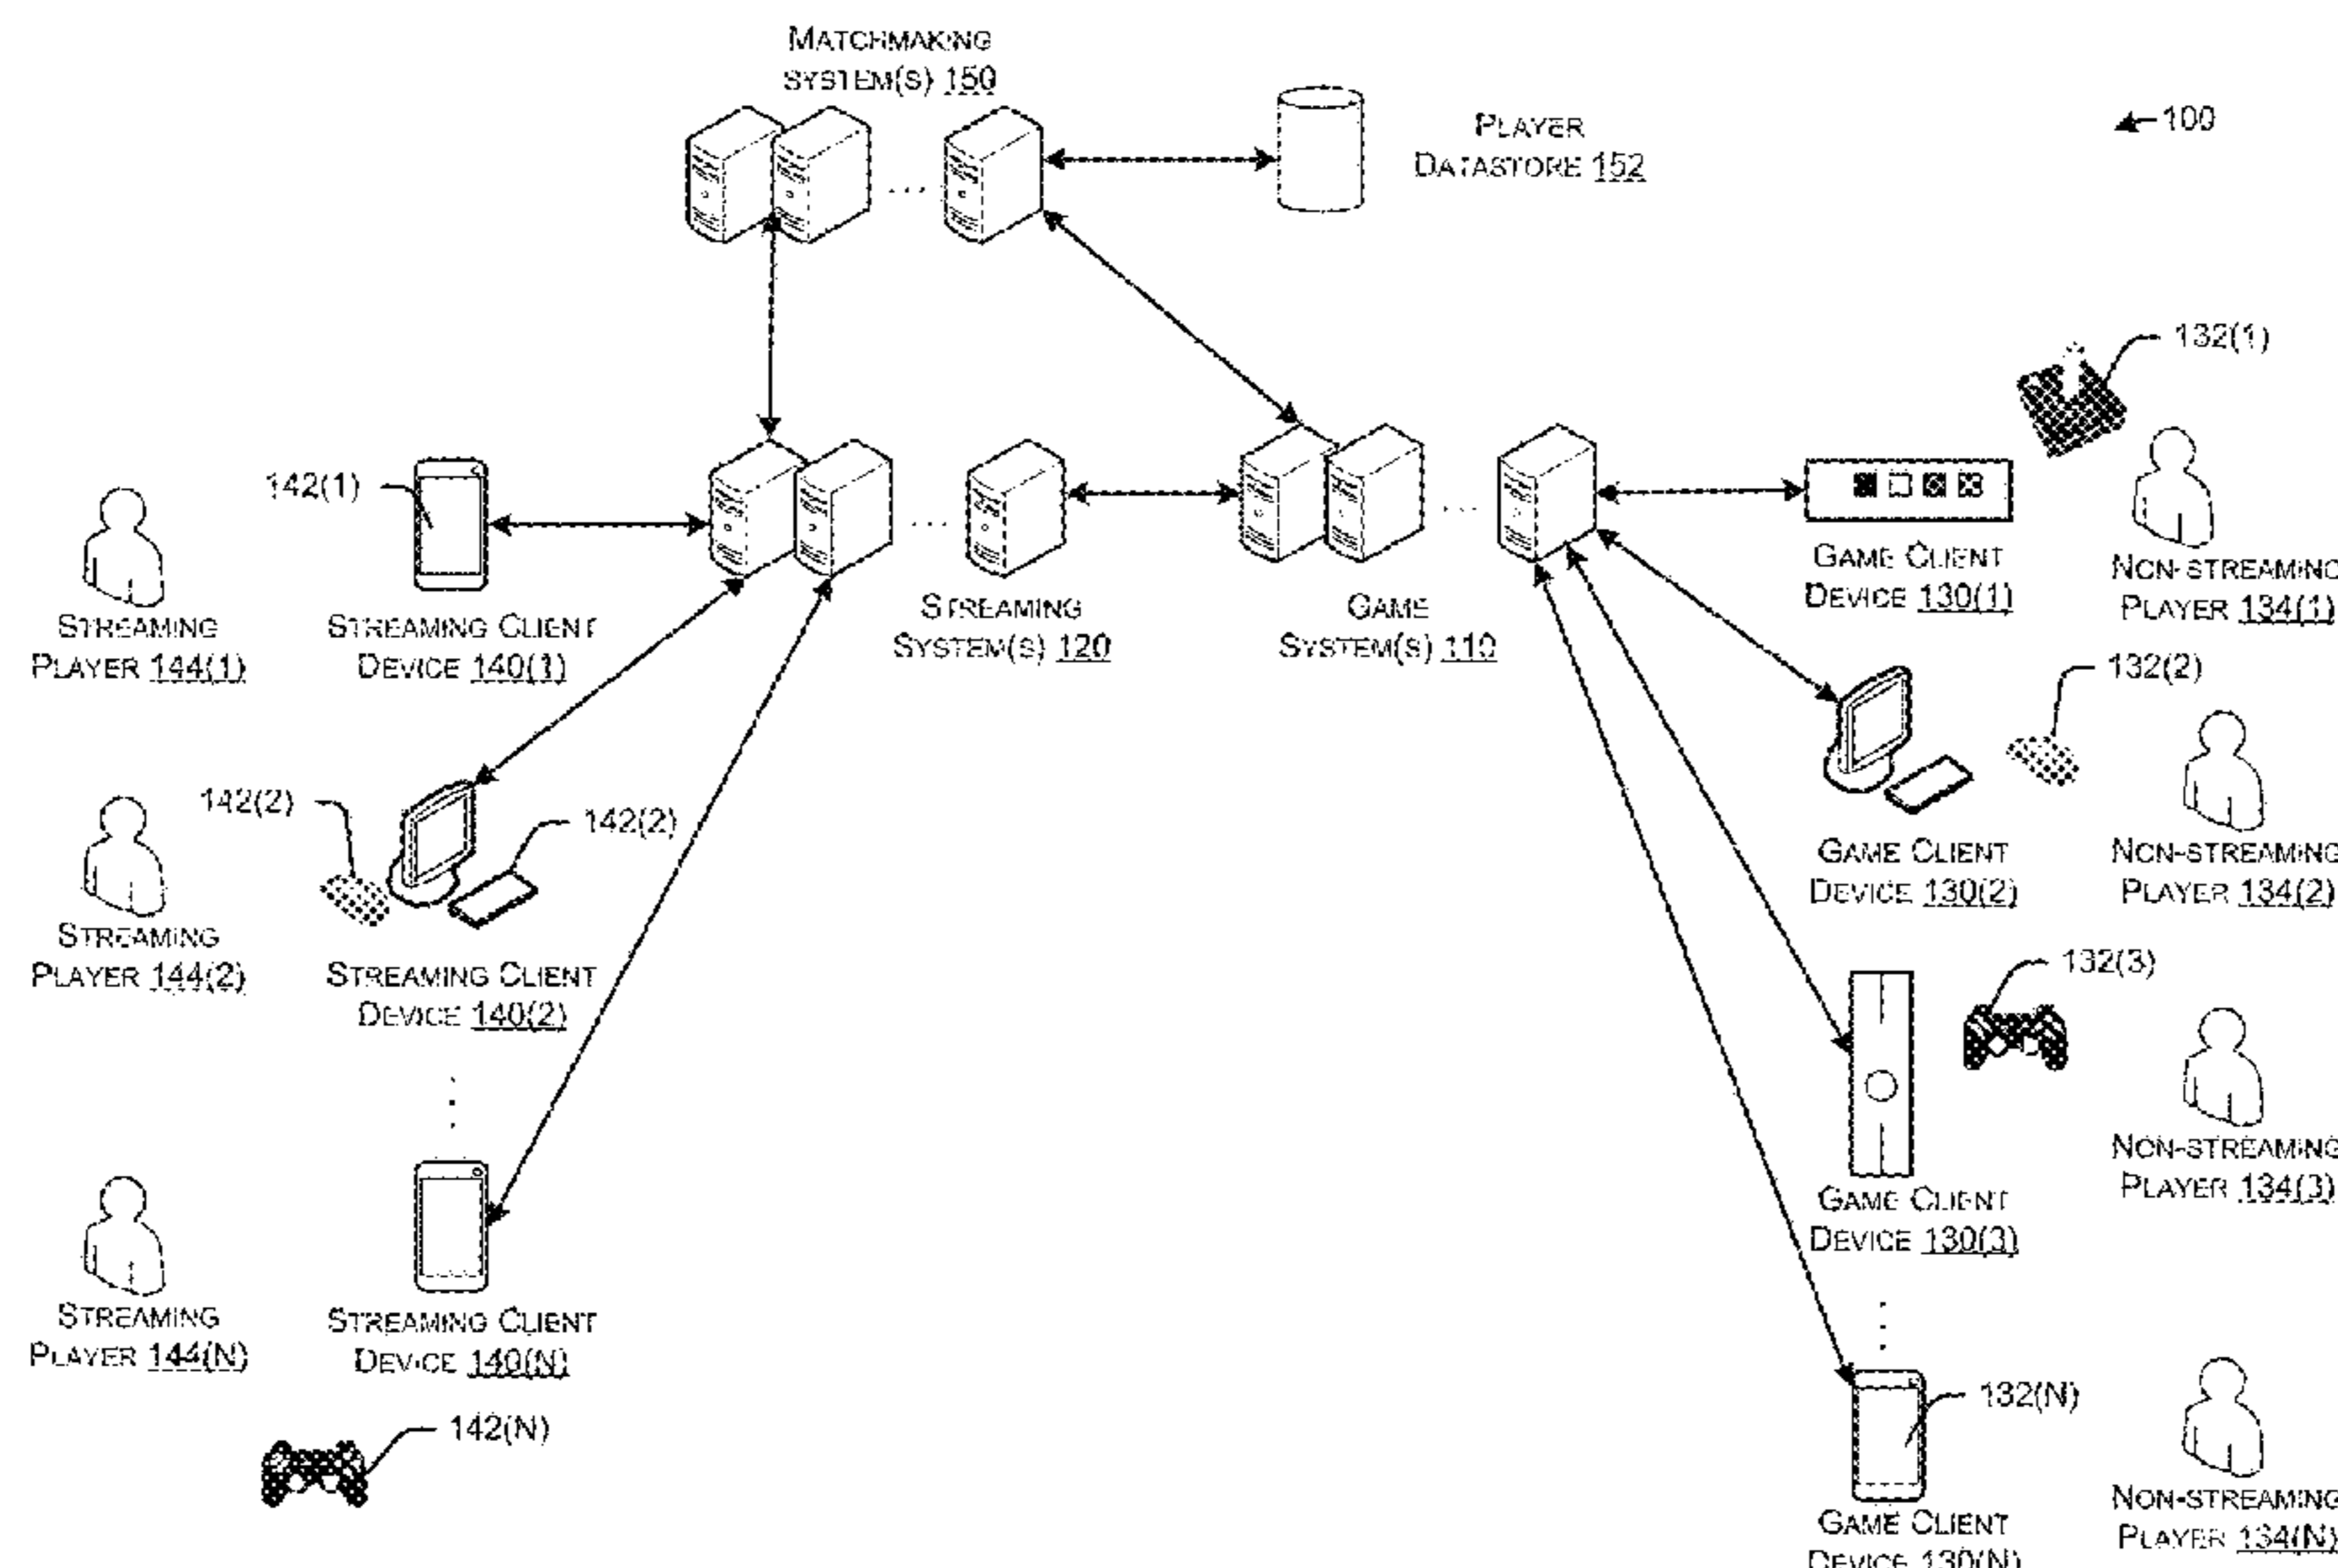 MATCHMAKING
SYSTEM(S) 150
PLAYER
DATASTORE 152
100
132(1)
142(1)
GAME CLIENT
DEVICE 130(1)
NON-STREAMING
PLAYER 134(1)
STREAMING
PLAYER 144(1)
STREAMING CLIENT
DEVICE 140(1)
STREAMING
SYSTEM(S) 120
GAME
SYSTEM(S) 110
132(2)
142(2)
142(2)
GAME CLIENT
DEVICE 130(2)
NON-STREAMING
PLAYER 134(2)
STREAMING
PLAYER 144(2)
STREAMING CLIENT
DEVICE 140(2)
132(3)
GAME CLIENT
DEVICE 130(3)
NON-STREAMING
PLAYER 134(3)
STREAMING
PLAYER 144(N)
STREAMING CLIENT
DEVICE 140(N)
142(N)
132(N)
GAME CLIENT
DEVICE 130(N)
NON-STREAMING
PLAYER 134(N)